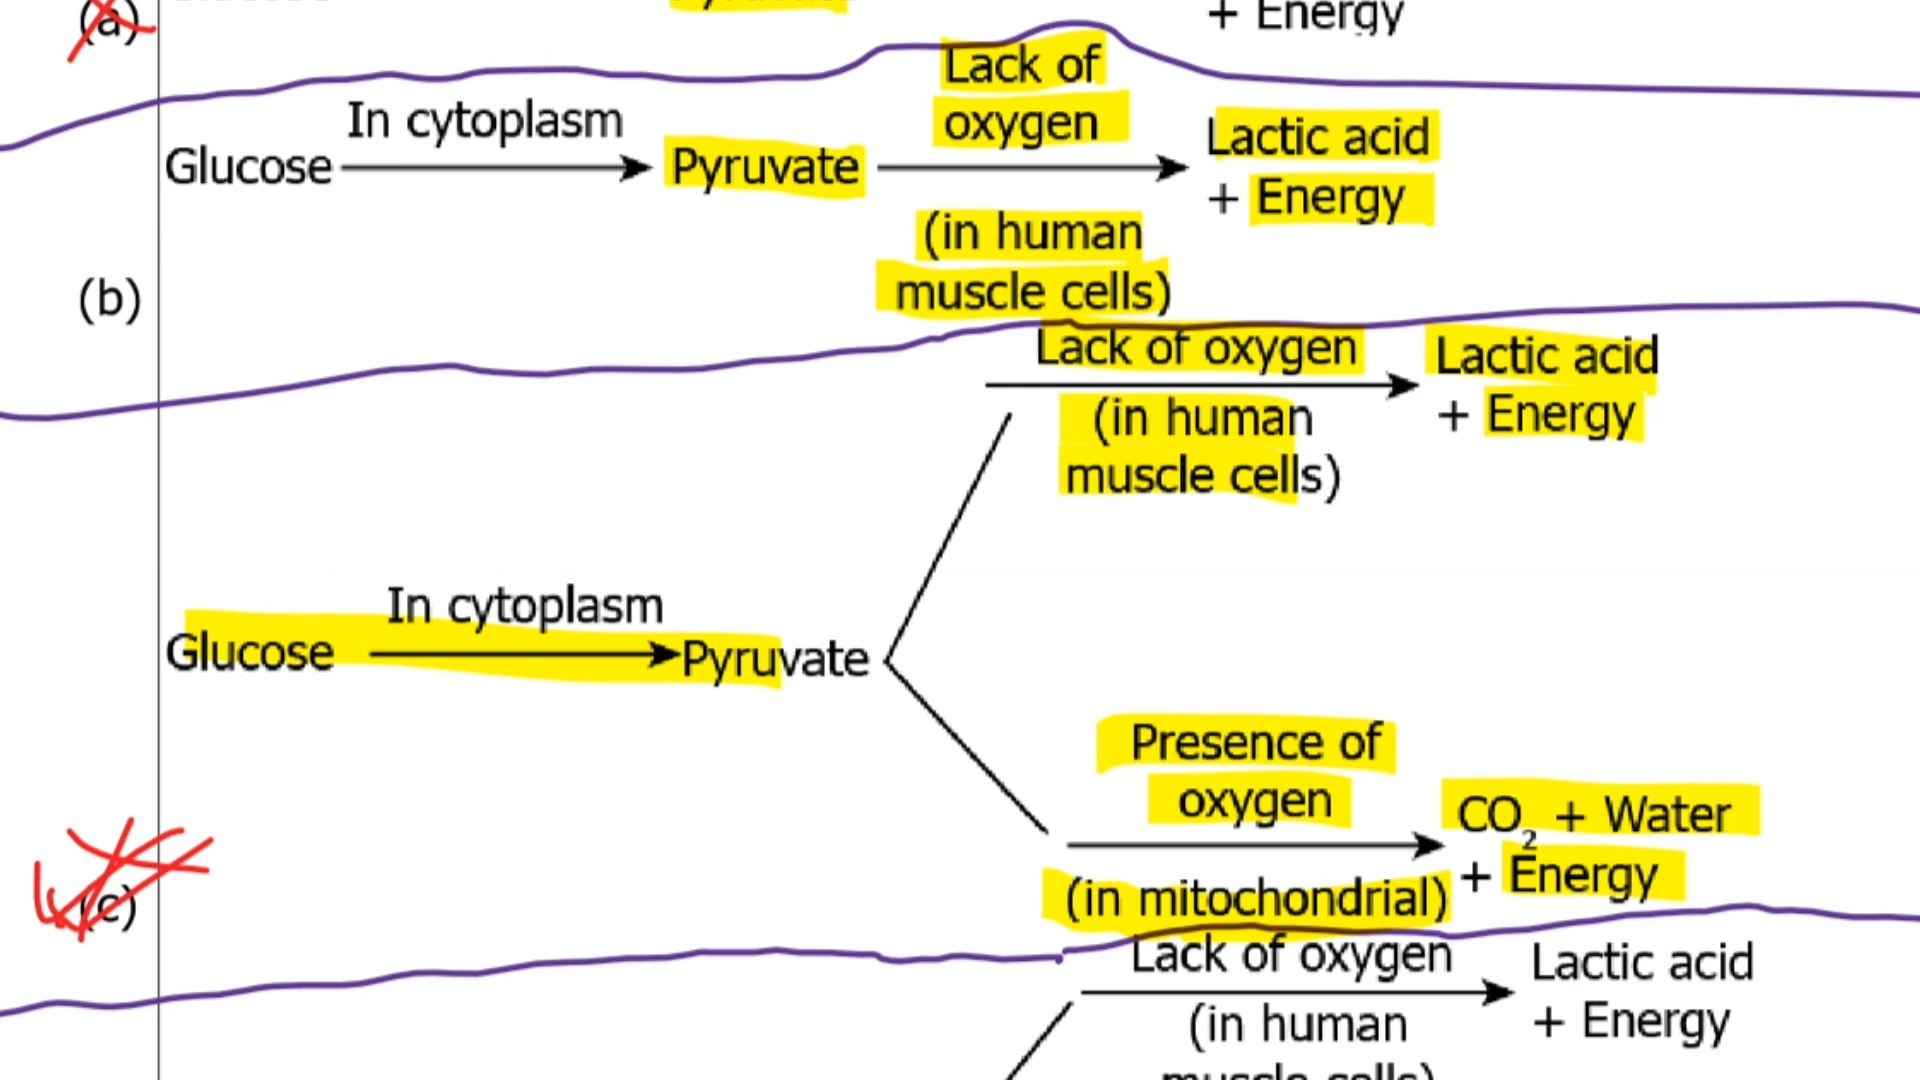 (a)
+ Energy
Lack of
oxygen
In cytoplasm
Glucose
Pyruvate
Lactic acid
+ Energy
(in human
muscle cells)
(b)
Lack of oxygen
Lactic acid
+ Energy
(in human
muscle cells)
In cytoplasm
Glucose
Pyruvate
Presence of
oxygen
CO₂ + Water
+ Energy
(in mitochondrial)
(c)
Lack of oxygen
Lactic acid
+ Energy
(in human
muscle cells)